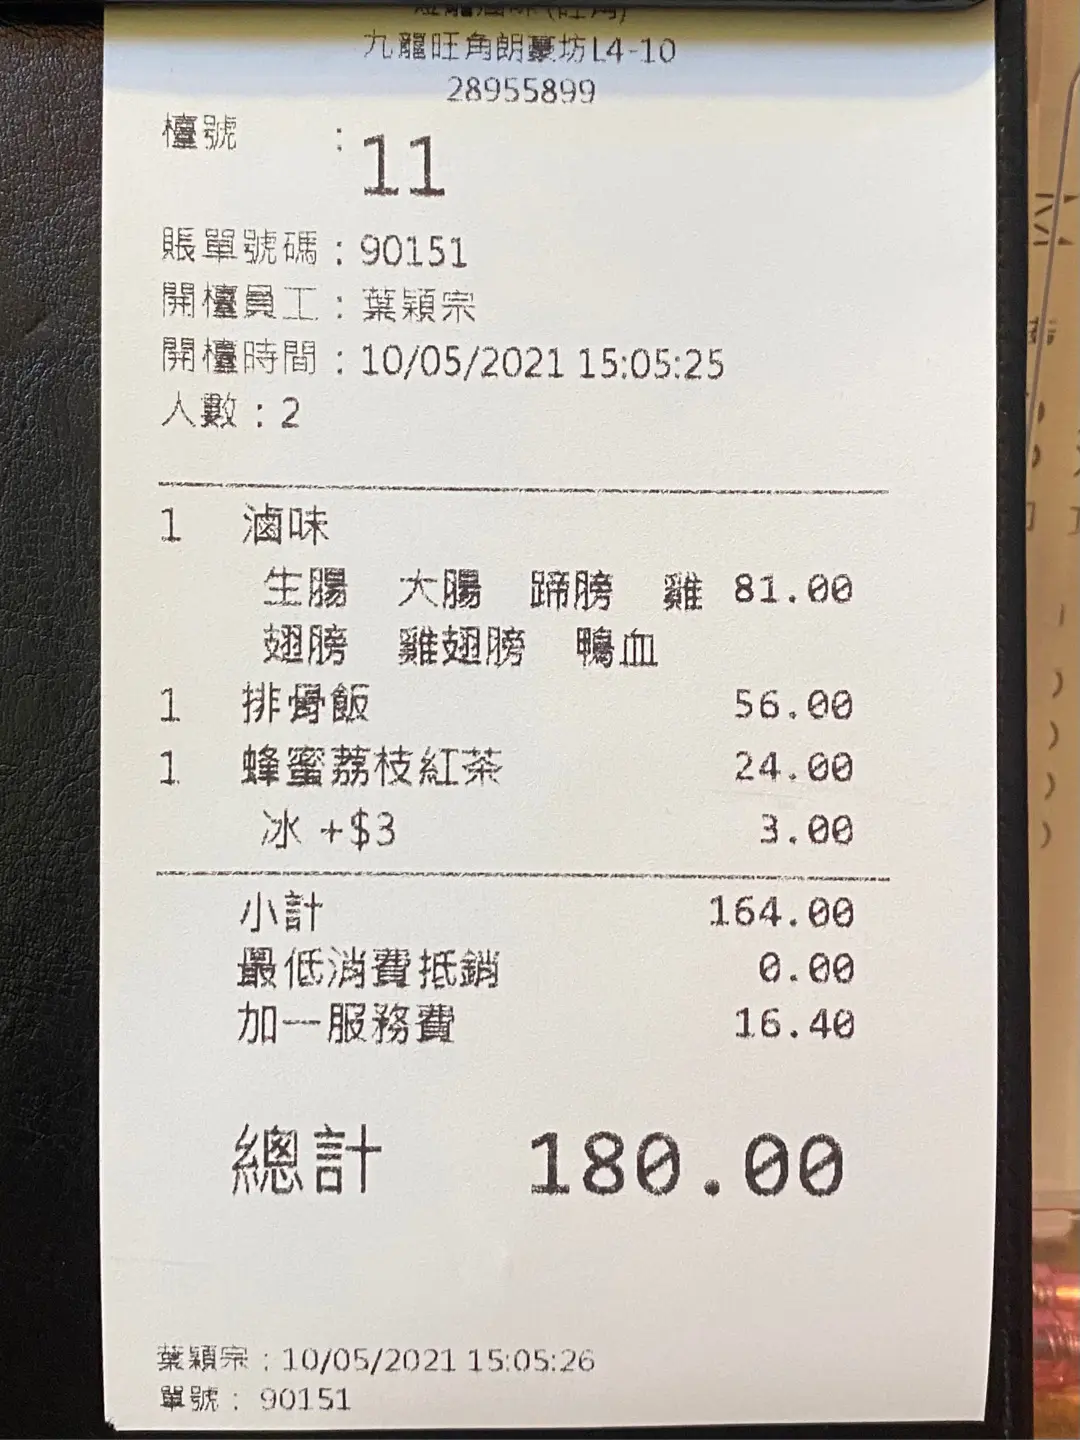 九龍旺角朗豪坊L4-10
28955899
檯號 : 11
賬單號碼 : 90151
開檯員工 : 葉穎宗
開檯時間 : 10/05/2021 15:05:25
人數 : 2
1 滷味
生腸 大腸 蹄膀 雞 81.00
翅膀 雞翅膀 鴨血
1 排骨飯 56.00
1 蜂蜜荔枝紅茶 24.00
冰 +$3 3.00
小計 164.00
最低消費抵銷 0.00
加一服務費 16.40
總計 180.00
葉穎宗 : 10/05/2021 15:05:26
單號 : 90151